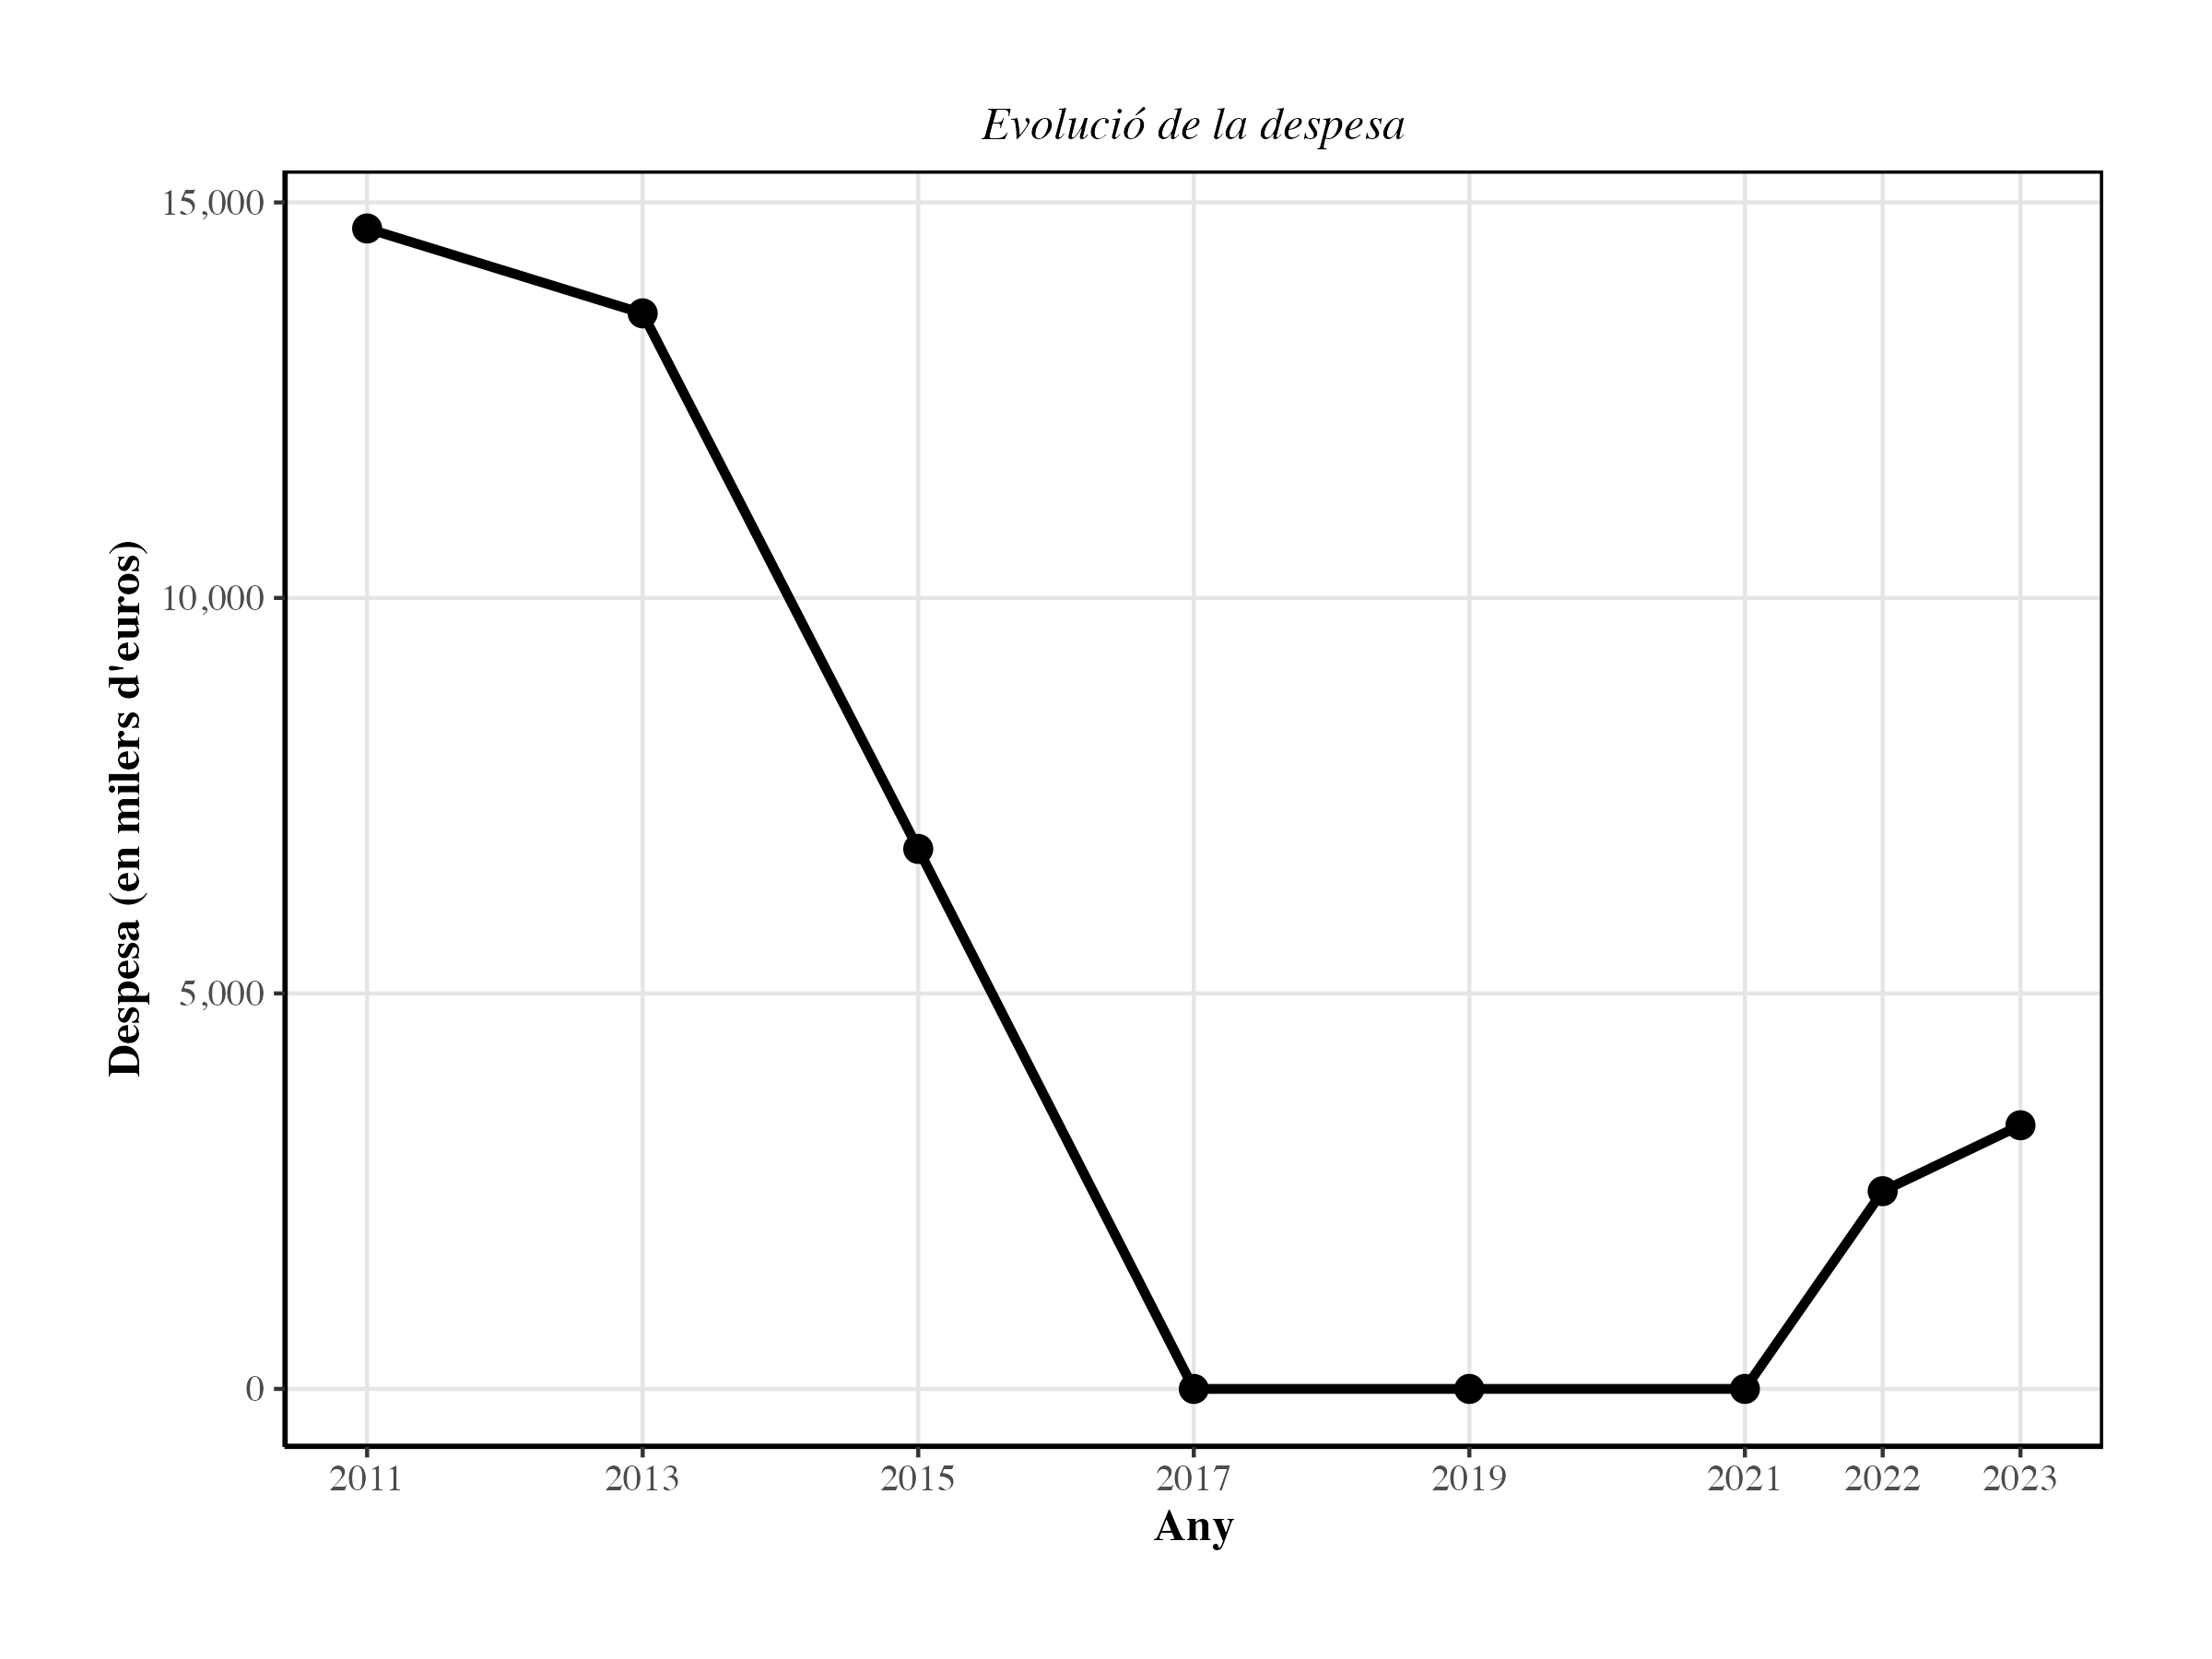 Evolució de la despesa
15,000
10,000
5,000
0
Despesa (en milers d'euros)
2011 2013 2015 2017 2019 2021 2022 2023
Any